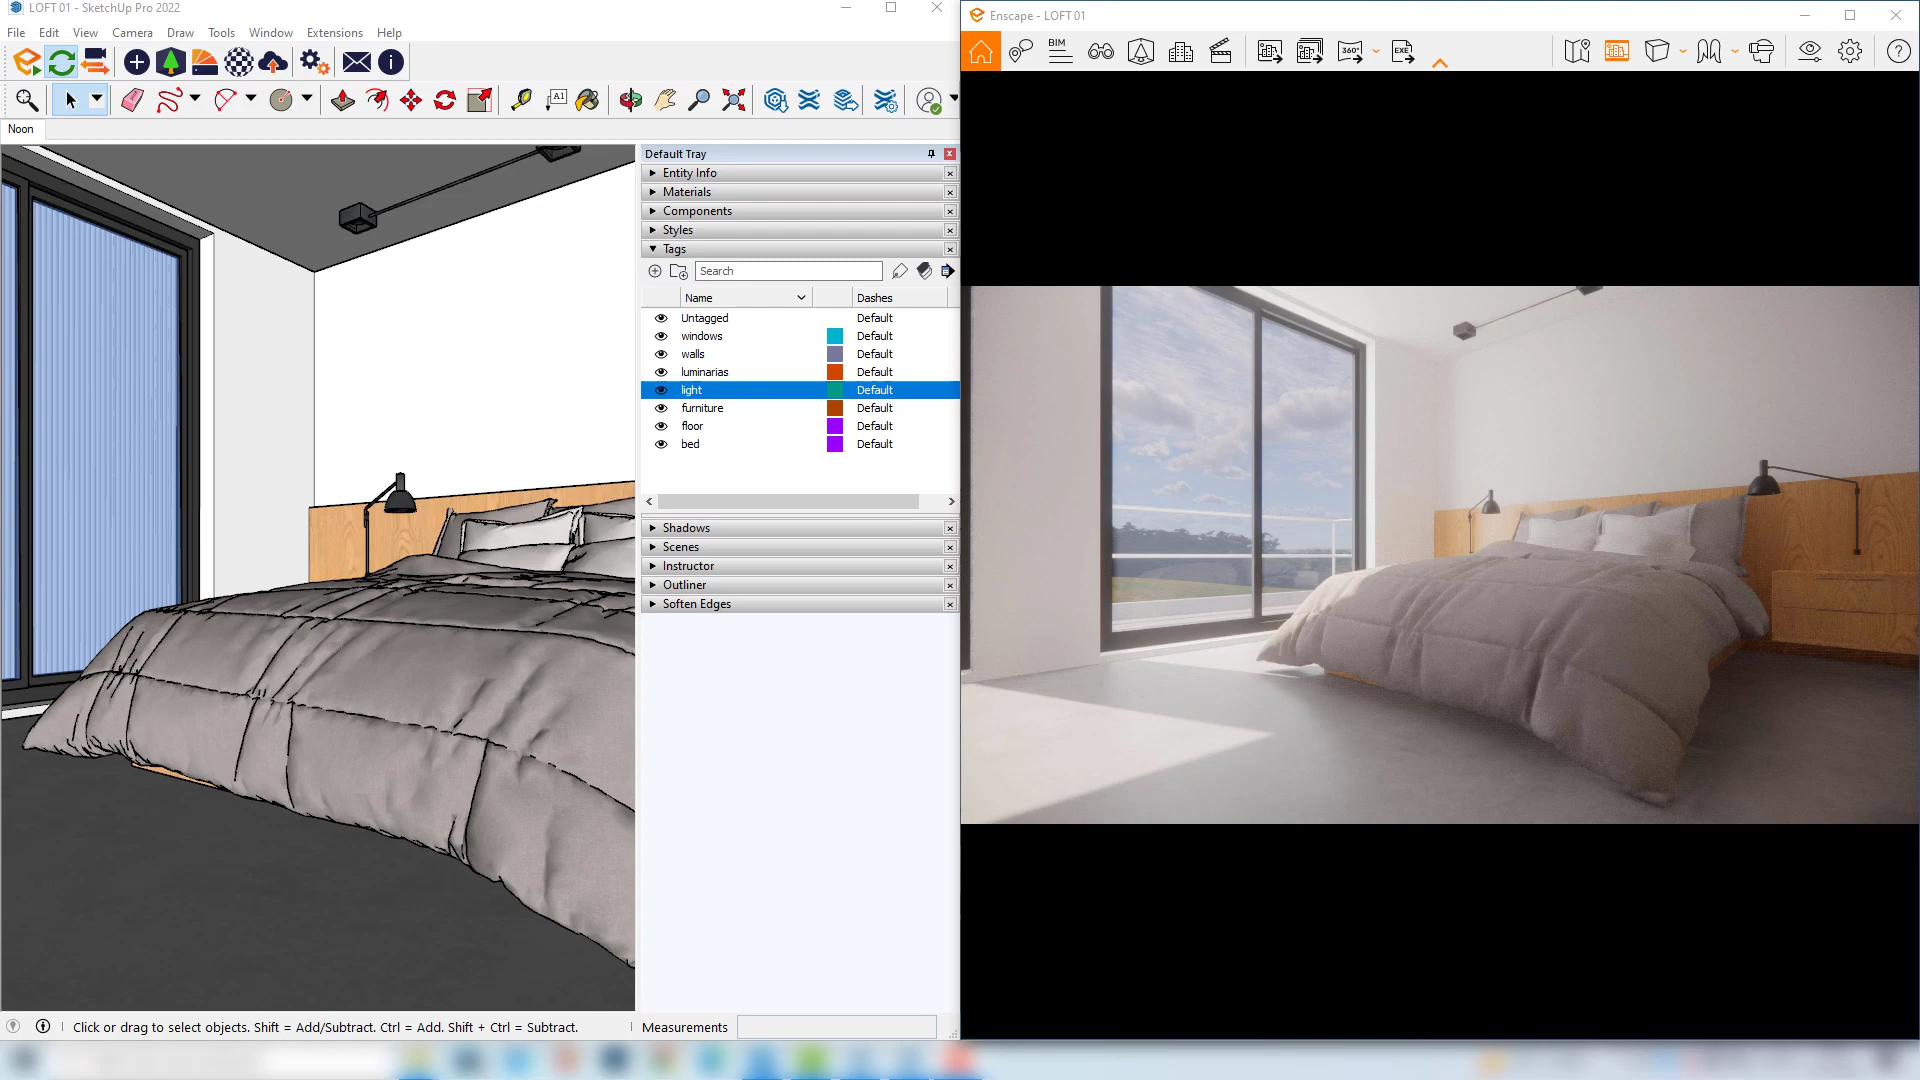 LOFT 01 - SketchUp Pro 2022
File Edit View Camera Draw Tools Window Extensions Help
A1
Noon
Default Tray
Entity Info
Materials
Components
Styles
Tags
Search
Name Dashes
Untagged Default
windows Default
walls Default
luminarias Default
light Default
furniture Default
floor Default
bed Default
Shadows
Scenes
Instructor
Outliner
Soften Edges
Click or drag to select objects. Shift = Add/Subtract. Ctrl = Add. Shift + Ctrl = Subtract.
Measurements
Enscape - LOFT 01
BIM
360°
EXE